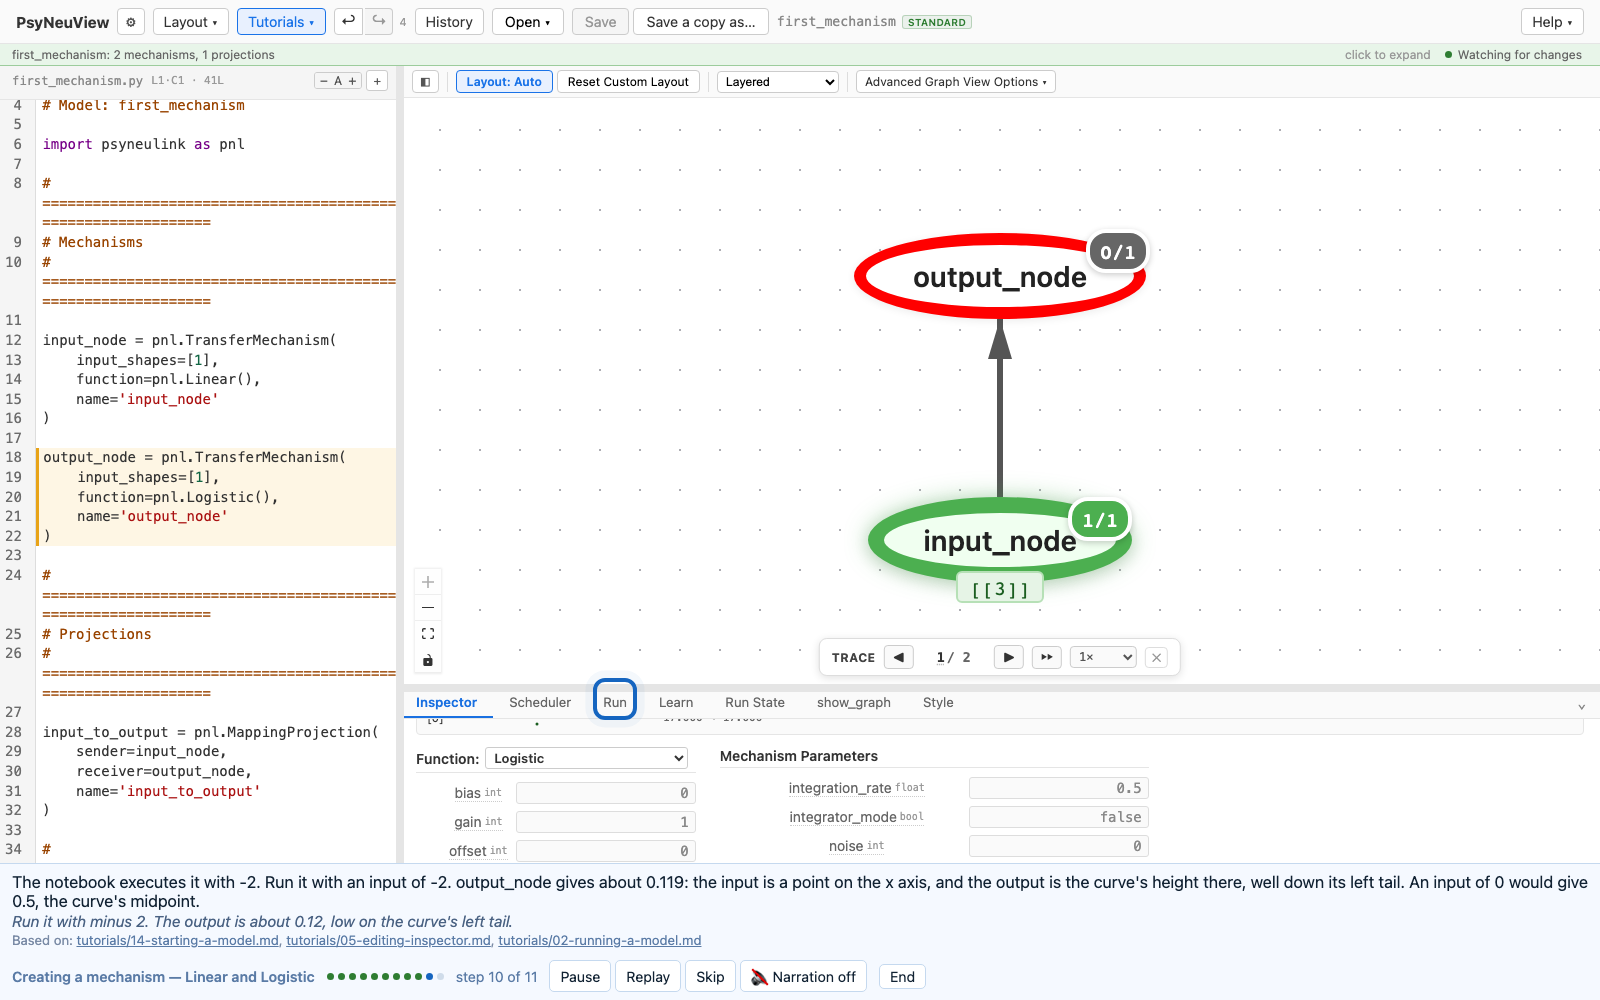 PsyNeuView ⚙ Layout ▾ Tutorials ▾ ↩ ↪ 4 History Open ▾ Save Save a copy as... first_mechanism STANDARD Help ▾
first_mechanism: 2 mechanisms, 1 projections click to expand ● Watching for changes
first_mechanism.py L1·C1 · 41L − A + +
Layout: Auto Reset Custom Layout Layered Advanced Graph View Options ▾
4 # Model: first_mechanism
5
6 import psyneulink as pnl
7
8 #
=========================================
====================
9 # Mechanisms
10 #
=========================================
====================
11
12 input_node = pnl.TransferMechanism(
13 input_shapes=[1],
14 function=pnl.Linear(),
15 name='input_node'
16 )
17
18 output_node = pnl.TransferMechanism(
19 input_shapes=[1],
20 function=pnl.Logistic(),
21 name='output_node'
22 )
23
24 #
=========================================
====================
25 # Projections
26 #
=========================================
====================
27
28 input_to_output = pnl.MappingProjection(
29 sender=input_node,
30 receiver=output_node,
31 name='input_to_output'
32 )
33
34 #
0/1
output_node
1/1
input_node
[[3]]
TRACE ◀ 1 / 2 ▶ ▸▸ 1× ×
Inspector Scheduler Run Learn Run State show_graph Style
Function: Logistic
bias int 0
gain int 1
offset int 0
Mechanism Parameters
integration_rate float 0.5
integrator_mode bool false
noise int 0
The notebook executes it with -2. Run it with an input of -2. output_node gives about 0.119: the input is a point on the x axis, and the output is the curve's height there, well down its left tail. An input of 0 would give
0.5, the curve's midpoint.
Run it with minus 2. The output is about 0.12, low on the curve's left tail.
Based on: tutorials/14-starting-a-model.md, tutorials/05-editing-inspector.md, tutorials/02-running-a-model.md
Creating a mechanism — Linear and Logistic step 10 of 11 Pause Replay Skip Narration off End